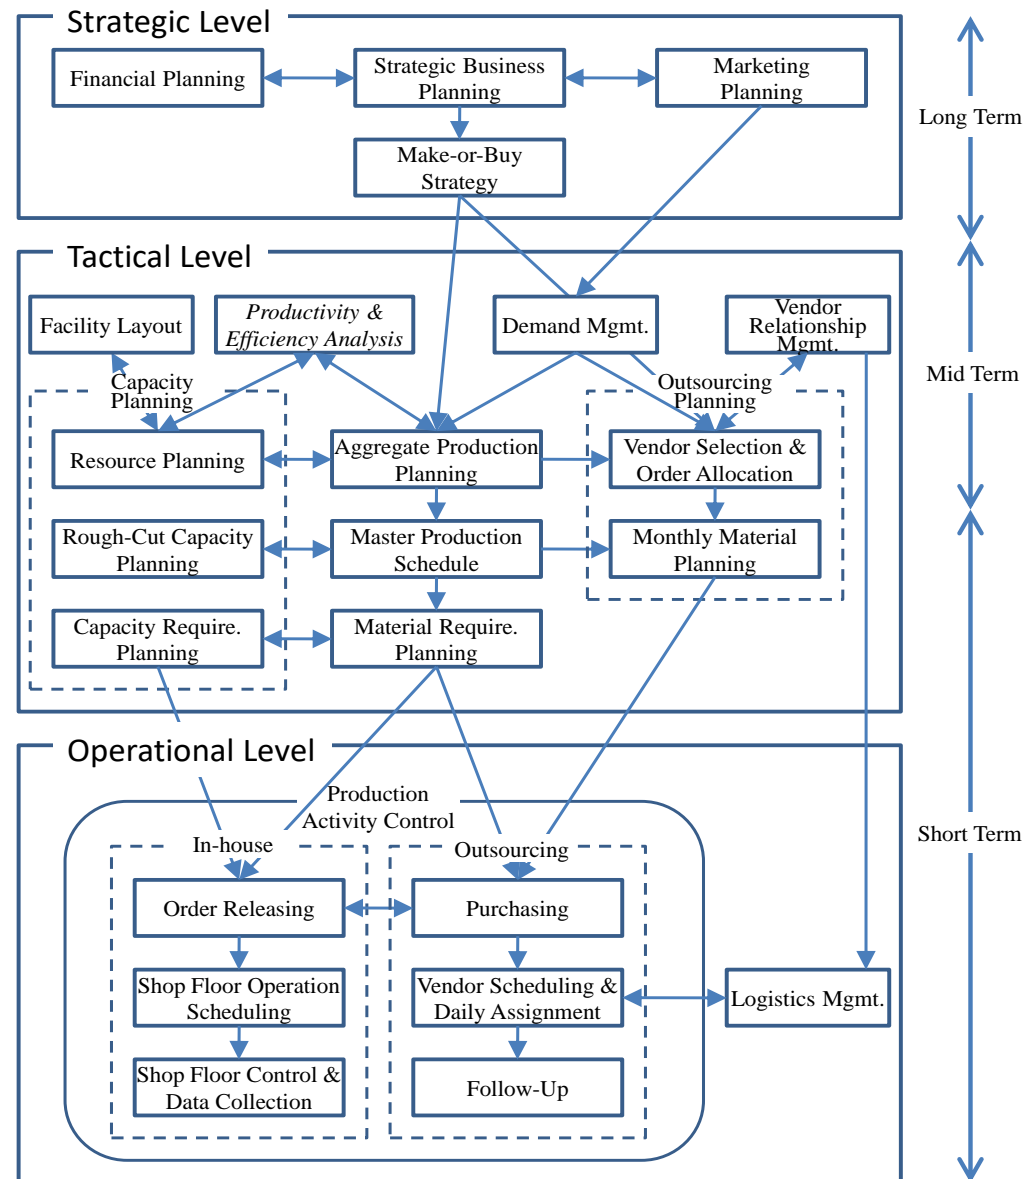 Strategic Level
Financial Planning
Strategic Business
Planning
Marketing
Planning
Long Term
Make-or-Buy
Strategy
Tactical Level
Facility Layout
Productivity &
Efficiency Analysis
Demand Mgmt.
Vendor
Relationship
Mgmt.
Mid Term
Capacity
Planning
Outsourcing
Planning
Resource Planning
Aggregate Production
Planning
Vendor Selection &
Order Allocation
Rough-Cut Capacity
Planning
Master Production
Schedule
Monthly Material
Planning
Capacity Require.
Planning
Material Require.
Planning
Operational Level
Production
Activity Control
Short Term
In-house
Outsourcing
Order Releasing
Purchasing
Shop Floor Operation
Scheduling
Vendor Scheduling &
Daily Assignment
Logistics Mgmt.
Shop Floor Control &
Data Collection
Follow-Up